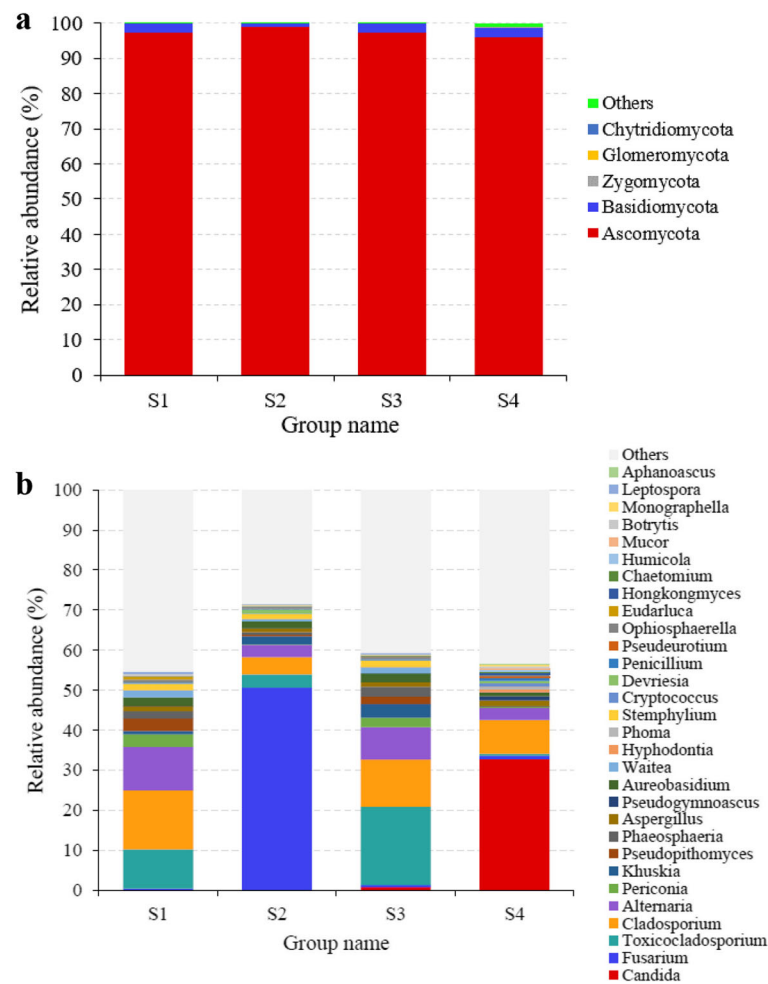 a
Relative abundance (%)
100
90
80
70
60
50
40
30
20
10
0
S1 S2 S3 S4
Group name
Others
Chytridiomycota
Glomeromycota
Zygomycota
Basidiomycota
Ascomycota
b
Relative abundance (%)
100
90
80
70
60
50
40
30
20
10
0
S1 S2 S3 S4
Group name
Others
Aphanoascus
Leptospora
Monographella
Botrytis
Mucor
Humicola
Chaetomium
Hongkongmyces
Eudarluca
Ophiosphaerella
Pseudeurotium
Penicillium
Devriesia
Cryptococcus
Stemphylium
Phoma
Hyphodontia
Waitea
Aureobasidium
Pseudogymnoascus
Aspergillus
Phaeosphaeria
Pseudopithomyces
Khuskia
Periconia
Alternaria
Cladosporium
Toxicocladosporium
Fusarium
Candida